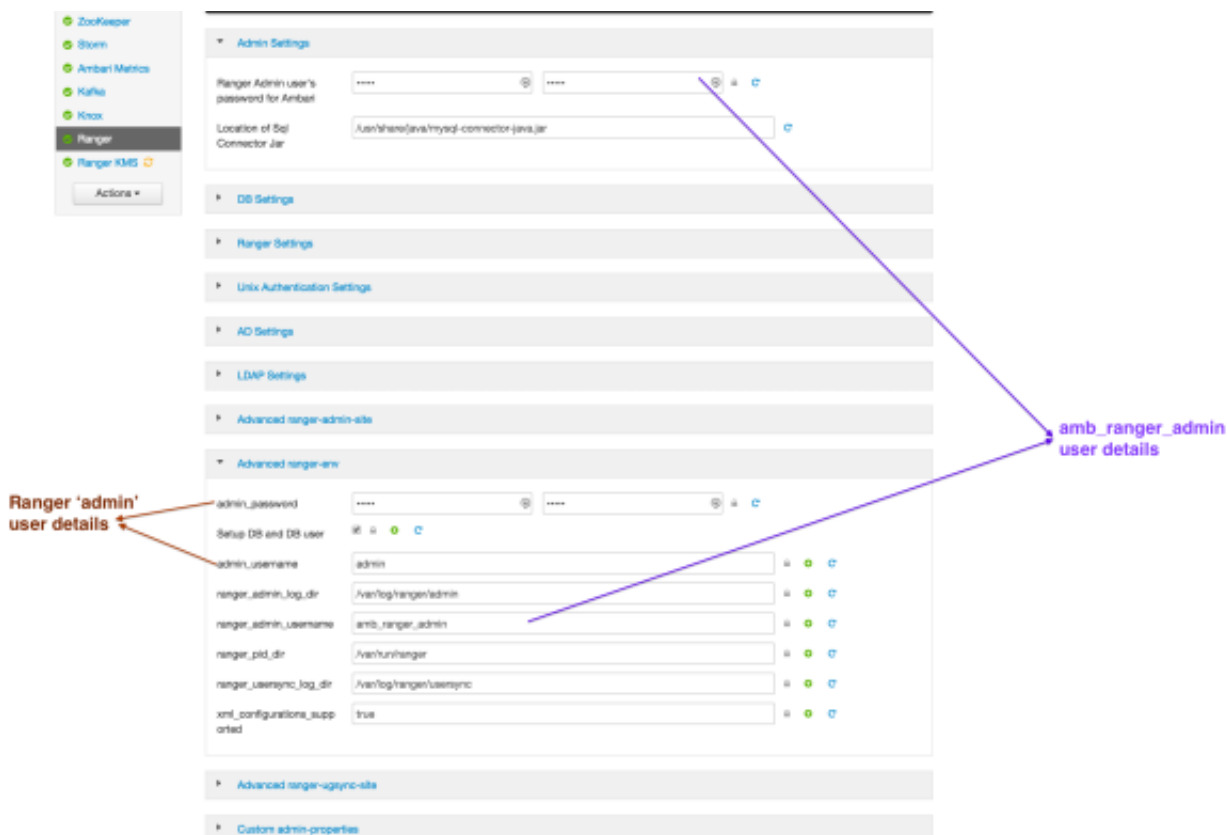 ZooKeeper
Storm
Ambari Metrics
Kafka
Knox
Ranger
Ranger KMS
Actions
Admin Settings
Ranger Admin user's
password for Ambari
Location of Sql
Connector Jar
/usr/share/java/mysql-connector-java.jar
DB Settings
Ranger Settings
Unix Authentication Settings
AD Settings
LDAP Settings
Advanced ranger-admin-site
amb_ranger_admin
user details
Advanced ranger-env
Ranger ‘admin’
user details
admin_password
Setup DB and DB user
admin_username
admin
ranger_admin_log_dir
/var/log/ranger/admin
ranger_admin_username
amb_ranger_admin
ranger_pid_dir
/var/run/ranger
ranger_usersync_log_dir
/var/log/ranger/usersync
xml_configurations_supp
orted
true
Advanced ranger-ugsync-site
Custom admin-properties